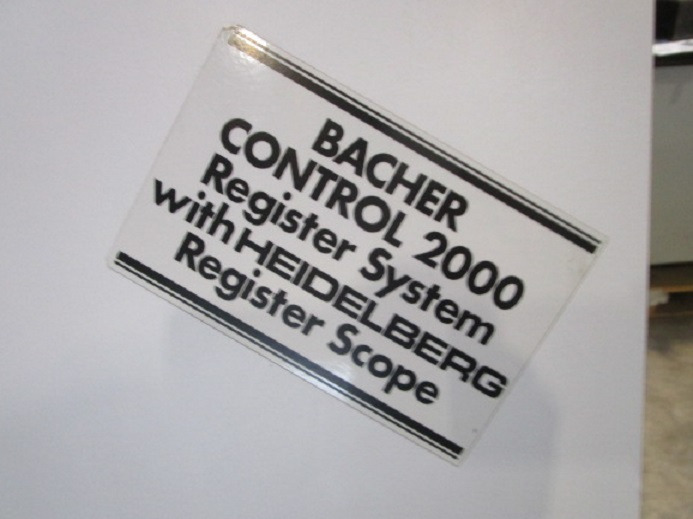 BACHER
CONTROL 2000
Register System
with HEIDELBERG
Register Scope